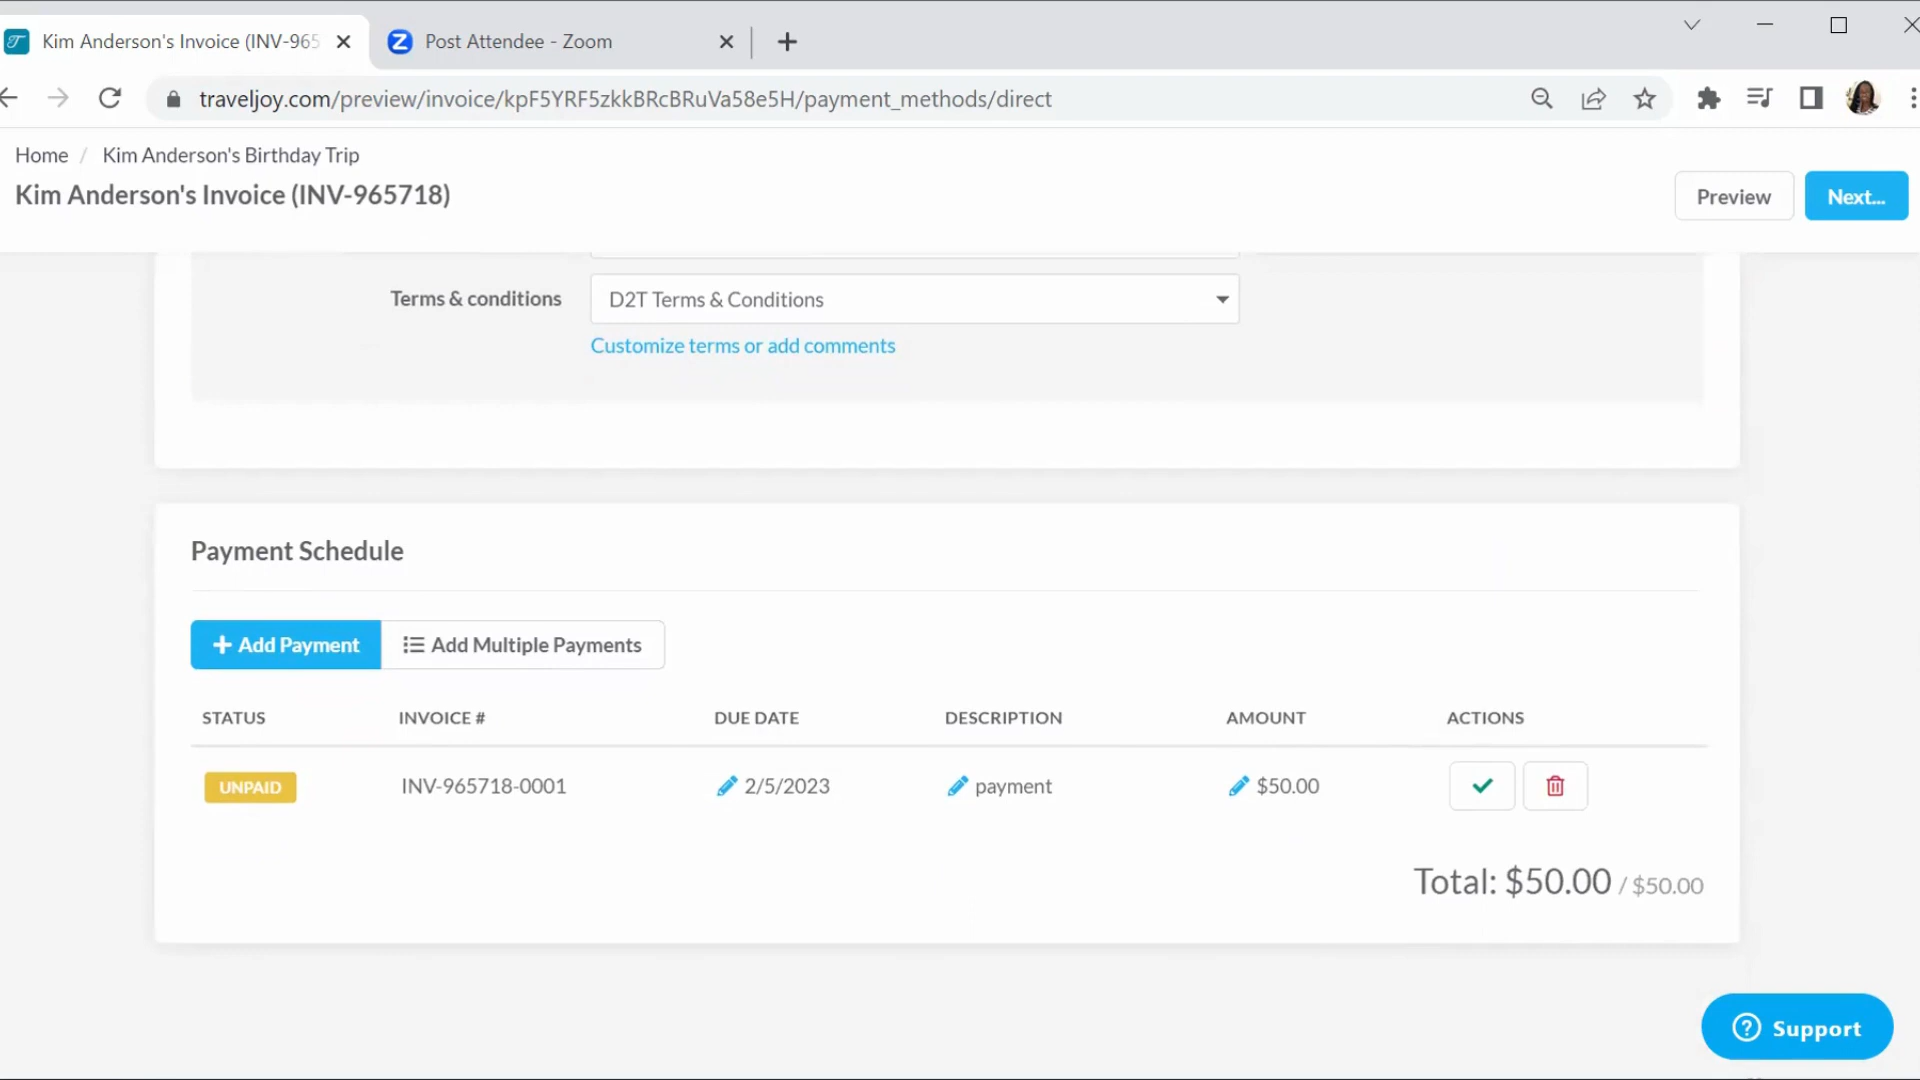 Kim Anderson's Invoice (INV-965
Post Attendee - Zoom
traveljoy.com/preview/invoice/kpF5YRF5zkkBRcBRuVa58e5H/payment_methods/direct
Home / Kim Anderson's Birthday Trip
Kim Anderson's Invoice (INV-965718)
Preview
Next...
Terms & conditions
D2T Terms & Conditions
Customize terms or add comments
Payment Schedule
Add Payment
Add Multiple Payments
STATUS INVOICE # DUE DATE DESCRIPTION AMOUNT ACTIONS
UNPAID INV-965718-0001 2/5/2023 payment $50.00
Total: $50.00 / $50.00
Support